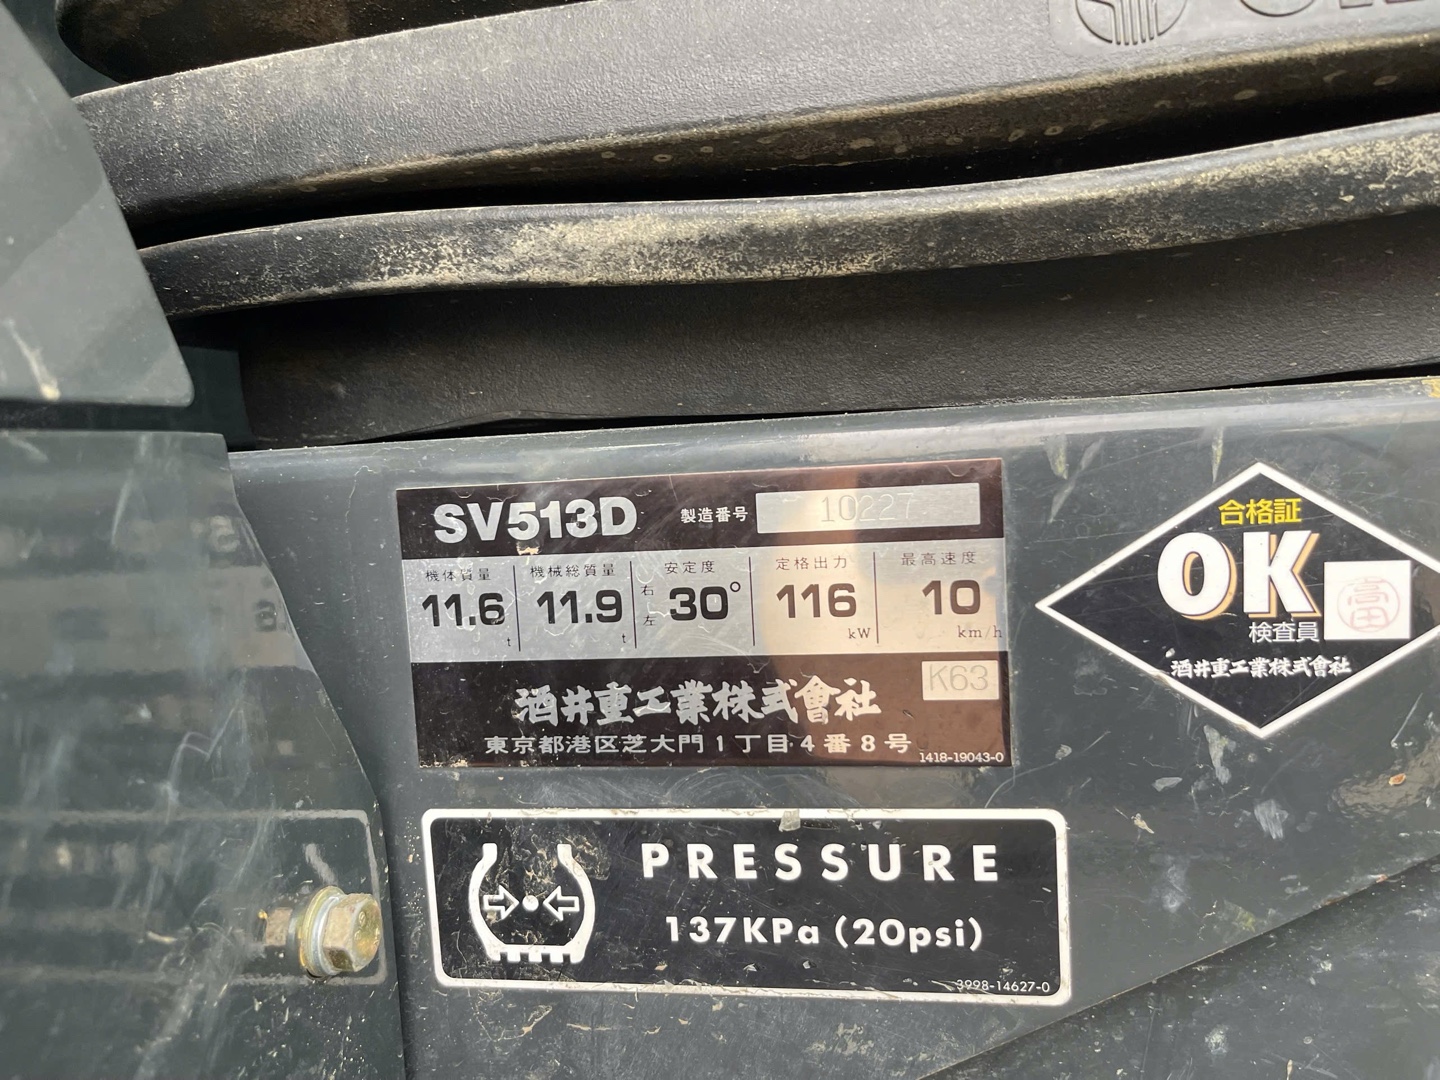 SV513D 製造番号 10227
機体質量 機械総質量 安定度 定格出力 最高速度
11.6 t 11.9 t 右 左 30° 116 kW 10 km/h
K63
酒井重工業株式會社
東京都港区芝大門1丁目4番8号
1418-19043-0
合格証
OK
検査員
酒井重工業株式會社
PRESSURE
137KPa (20psi)
3998-14627-0